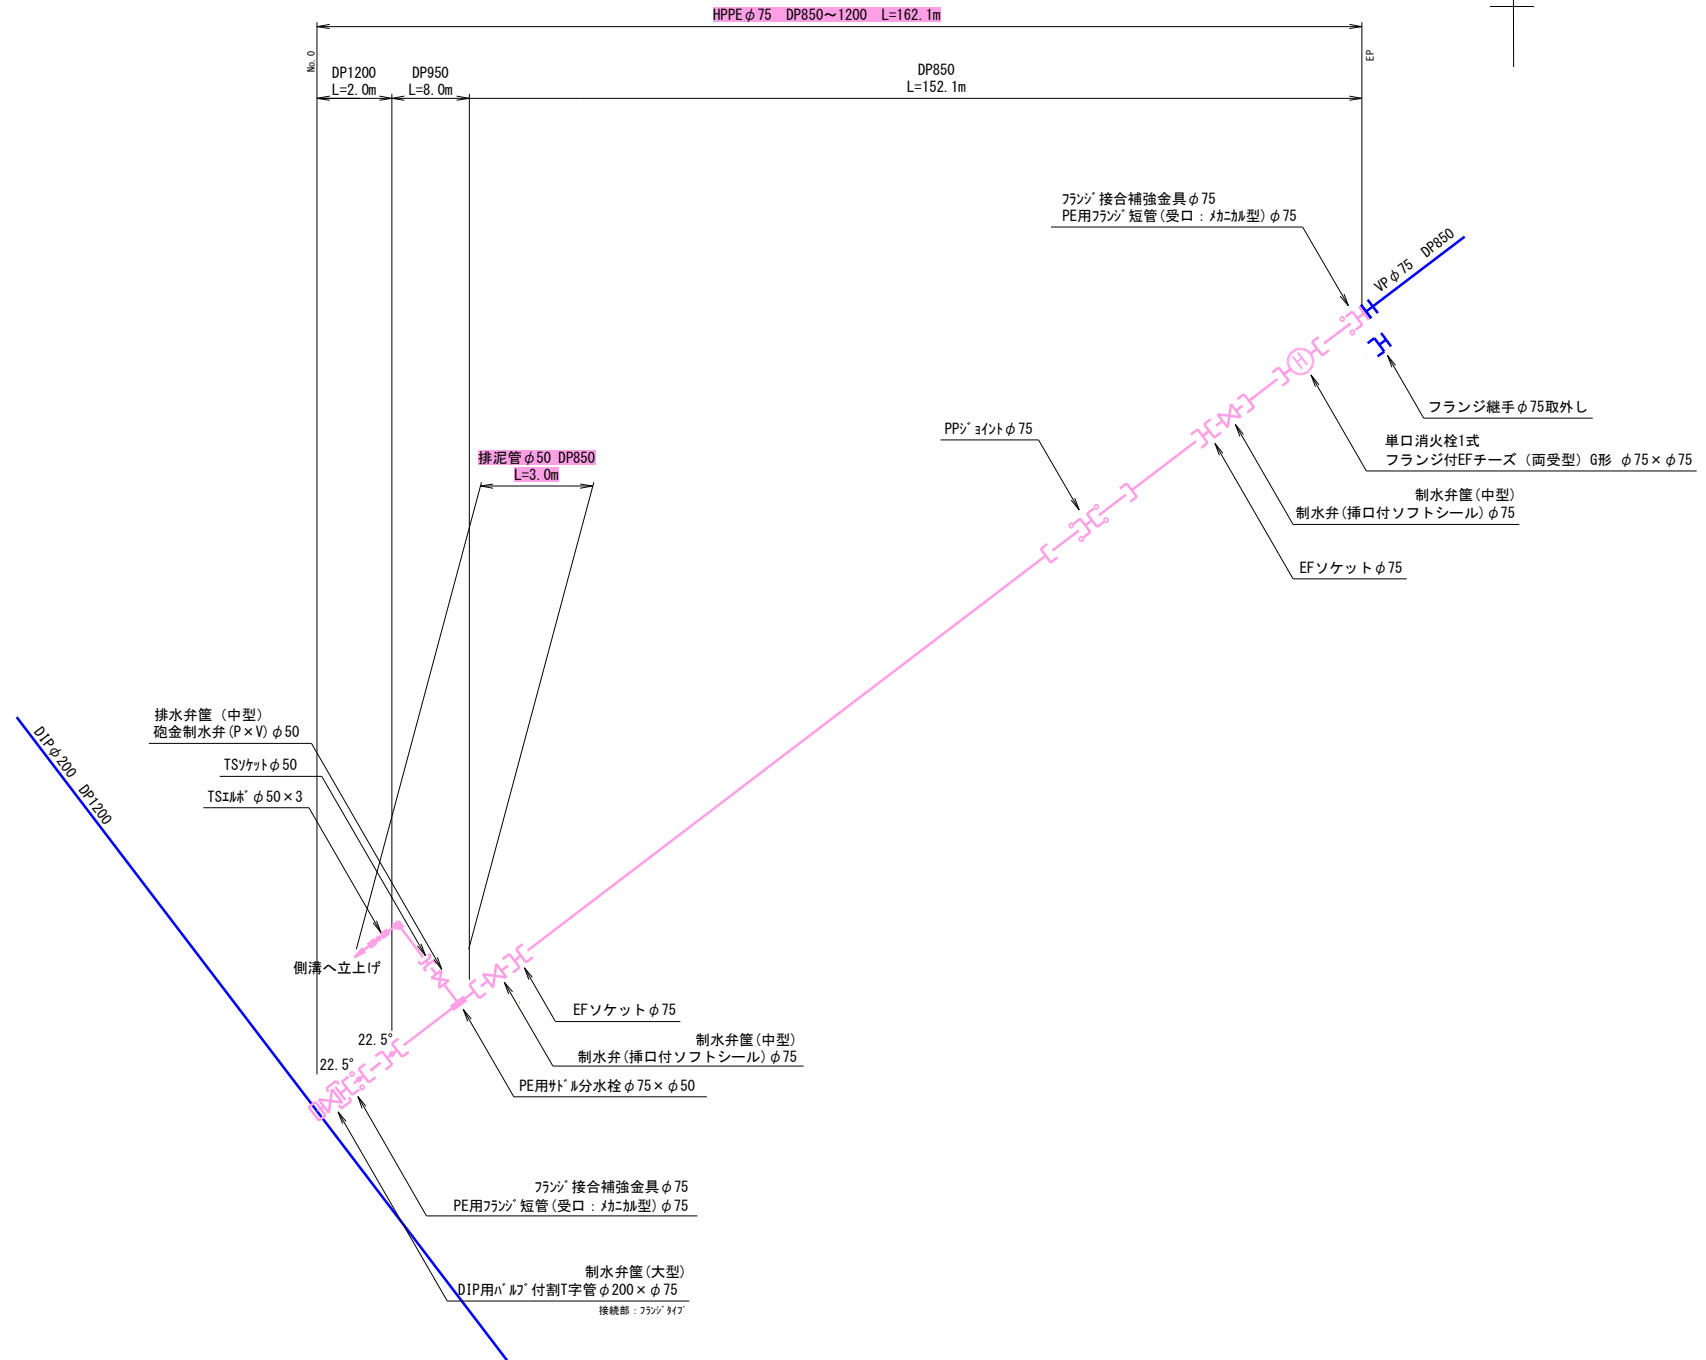 HPPEφ75 DP850～1200 L=162.1m
No.0
EP
DP1200
L=2.0m
DP950
L=8.0m
DP850
L=152.1m
ﾌﾗﾝｼﾞ接合補強金具φ75
PE用ﾌﾗﾝｼﾞ短管(受口：ﾒｶﾆｶﾙ型)φ75
VPφ75 DP850
フランジ継手φ75取外し
PPｼﾞｮｲﾝﾄφ75
単口消火栓1式
フランジ付EFチーズ（両受型）G形 φ75×φ75
H
排泥管φ50 DP850
L=3.0m
制水弁筐(中型)
制水弁(挿口付ソフトシール)φ75
EFソケットφ75
排水弁筐（中型）
砲金制水弁(P×V)φ50
TSｿｹｯﾄφ50
TSｴﾙﾎﾞφ50×3
DIPφ200 DP1200
側溝へ立上げ
EFソケットφ75
22.5°
制水弁筐(中型)
制水弁(挿口付ソフトシール)φ75
22.5°
PE用ｻﾄﾞﾙ分水栓φ75×φ50
ﾌﾗﾝｼﾞ接合補強金具φ75
PE用ﾌﾗﾝｼﾞ短管(受口：ﾒｶﾆｶﾙ型)φ75
制水弁筐(大型)
DIP用ﾊﾞﾙﾌﾞ付割T字管φ200×φ75
接続部：ﾌﾗﾝｼﾞﾀｲﾌﾟ